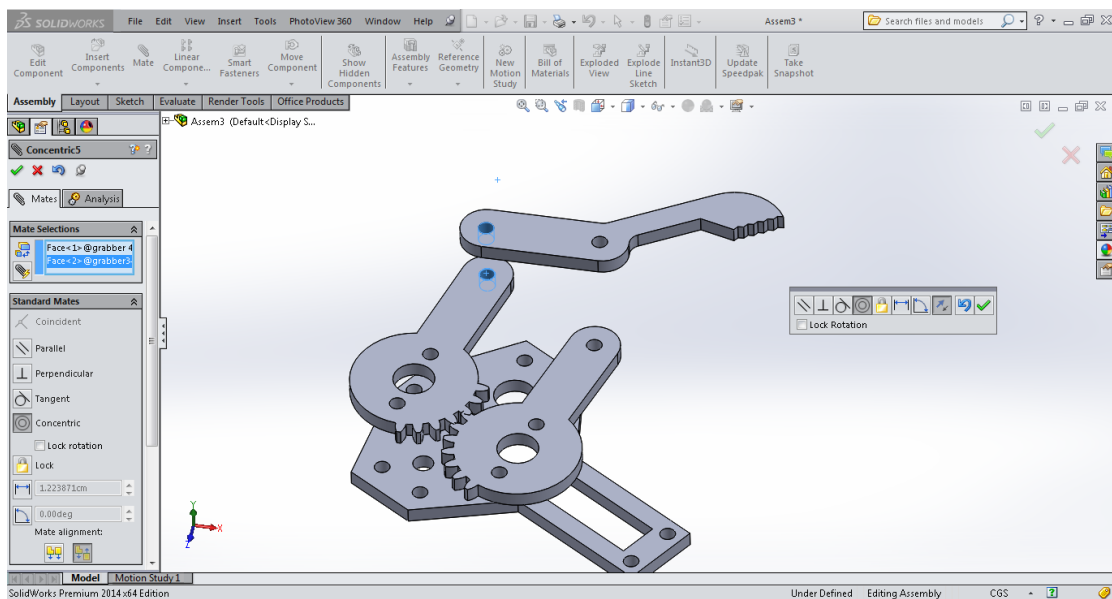 SOLIDWORKS File Edit View Insert Tools PhotoView 360 Window Help Assem3 * Search files and models
Edit Component
Insert Components
Mate
Linear Compone...
Smart Fasteners
Move Component
Show Hidden Components
Assembly Features
Reference Geometry
New Motion Study
Bill of Materials
Exploded View
Explode Line Sketch
Instant3D
Update Speedpak
Take Snapshot
Assembly Layout Sketch Evaluate Render Tools Office Products
Assem3 (Default<Display S...
Concentric5
Mates Analysis
Mate Selections
Face<1>@grabber 4
Face<2>@grabber3-
Standard Mates
Coincident
Parallel
Perpendicular
Tangent
Concentric
Lock rotation
Lock
1.223871cm
0.00deg
Mate alignment:
Lock Rotation
Y
X
Z
Model Motion Study 1
SolidWorks Premium 2014 x64 Edition Under Defined Editing Assembly CGS